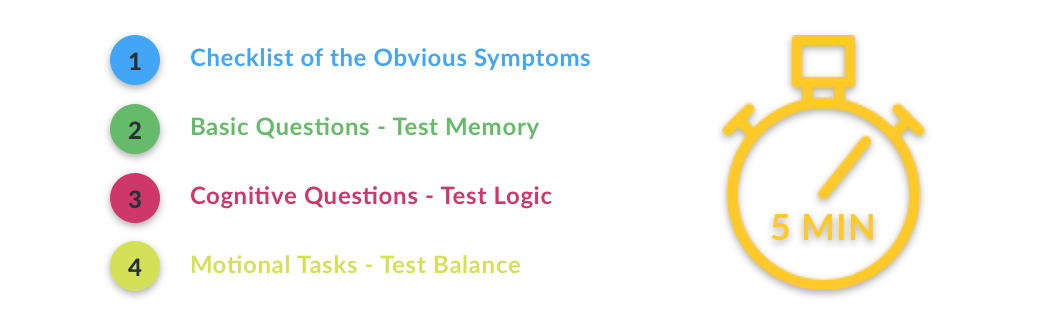 1 Checklist of the Obvious Symptoms
2 Basic Questions - Test Memory
3 Cognitive Questions - Test Logic
4 Motional Tasks - Test Balance
5 MIN